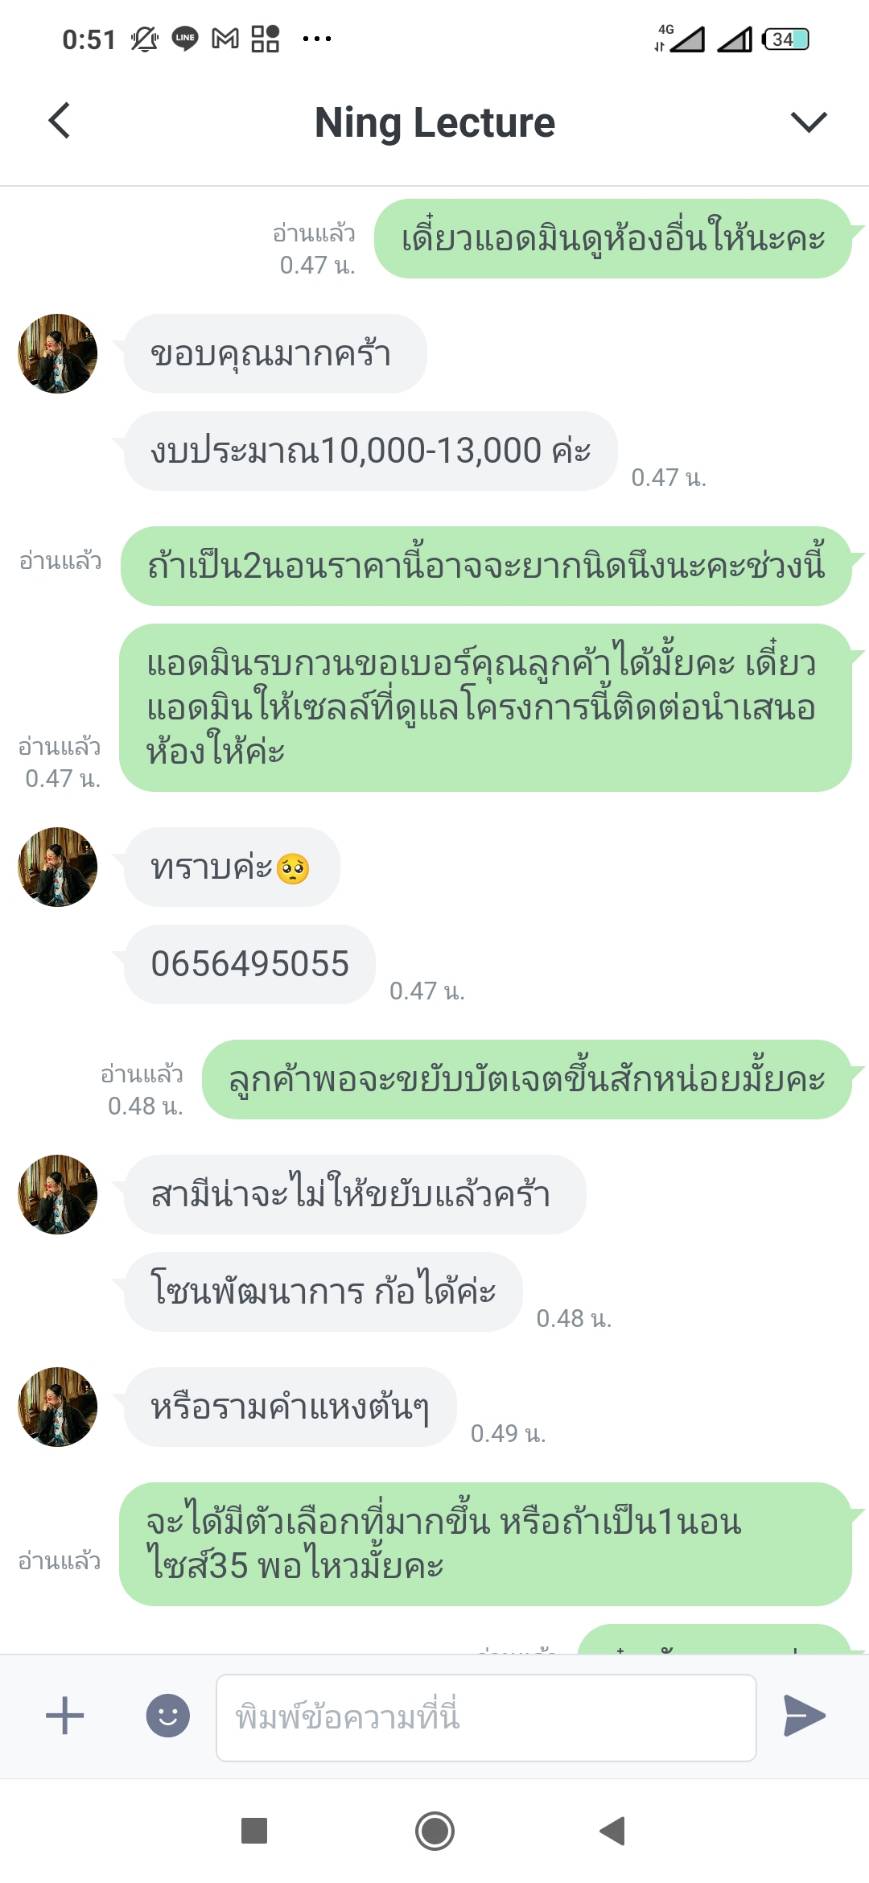 0:51
LINE
4G
34
Ning Lecture
เดี๋ยวแอดมินดูห้องอื่นให้นะคะ
อ่านแล้ว
0.47 น.
ขอบคุณมากคร้า
งบประมาณ10,000-13,000 ค่ะ
0.47 น.
อ่านแล้ว
ถ้าเป็น2นอนราคานี้อาจจะยากนิดนึงนะคะช่วงนี้
แอดมินรบกวนขอเบอร์คุณลูกค้าได้มั้ยคะ เดี๋ยว
แอดมินให้เซลล์ที่ดูแลโครงการนี้ติดต่อนำเสนอ
ห้องให้ค่ะ
อ่านแล้ว
0.47 น.
ทราบค่ะ🥺
0656495055
0.47 น.
อ่านแล้ว
0.48 น.
ลูกค้าพอจะขยับบัตเจตขึ้นสักหน่อยมั้ยคะ
สามีน่าจะไม่ให้ขยับแล้วคร้า
โซนพัฒนาการ ก้อได้ค่ะ
0.48 น.
หรือรามคำแหงต้นๆ
0.49 น.
จะได้มีตัวเลือกที่มากขึ้น หรือถ้าเป็น1นอน
ไซส์35 พอไหวมั้ยคะ
อ่านแล้ว
พิมพ์ข้อความที่นี่